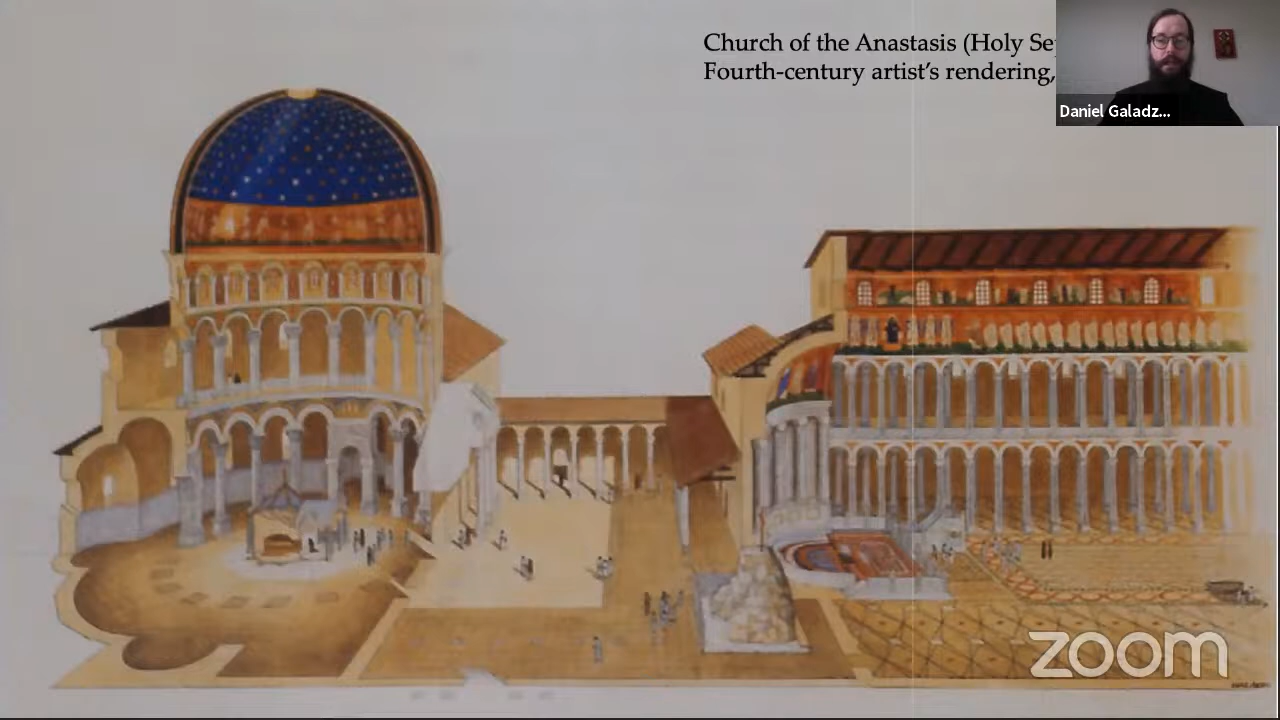 Church of the Anastasis (Holy Se
Fourth-century artist's rendering,
Daniel Galadz...
zoom